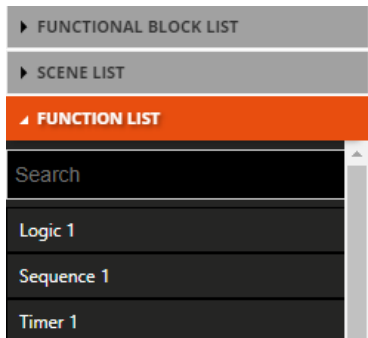 FUNCTIONAL BLOCK LIST
SCENE LIST
FUNCTION LIST
Search
Logic 1
Sequence 1
Timer 1